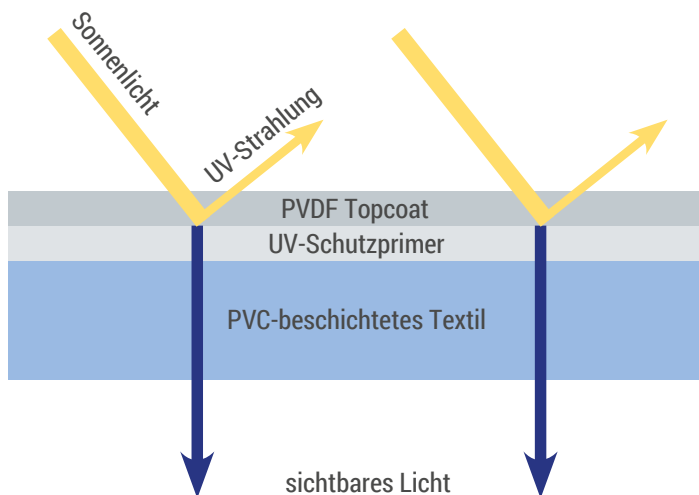 Sonnenlicht
UV-Strahlung
PVDF Topcoat
UV-Schutzprimer
PVC-beschichtetes Textil
sichtbares Licht